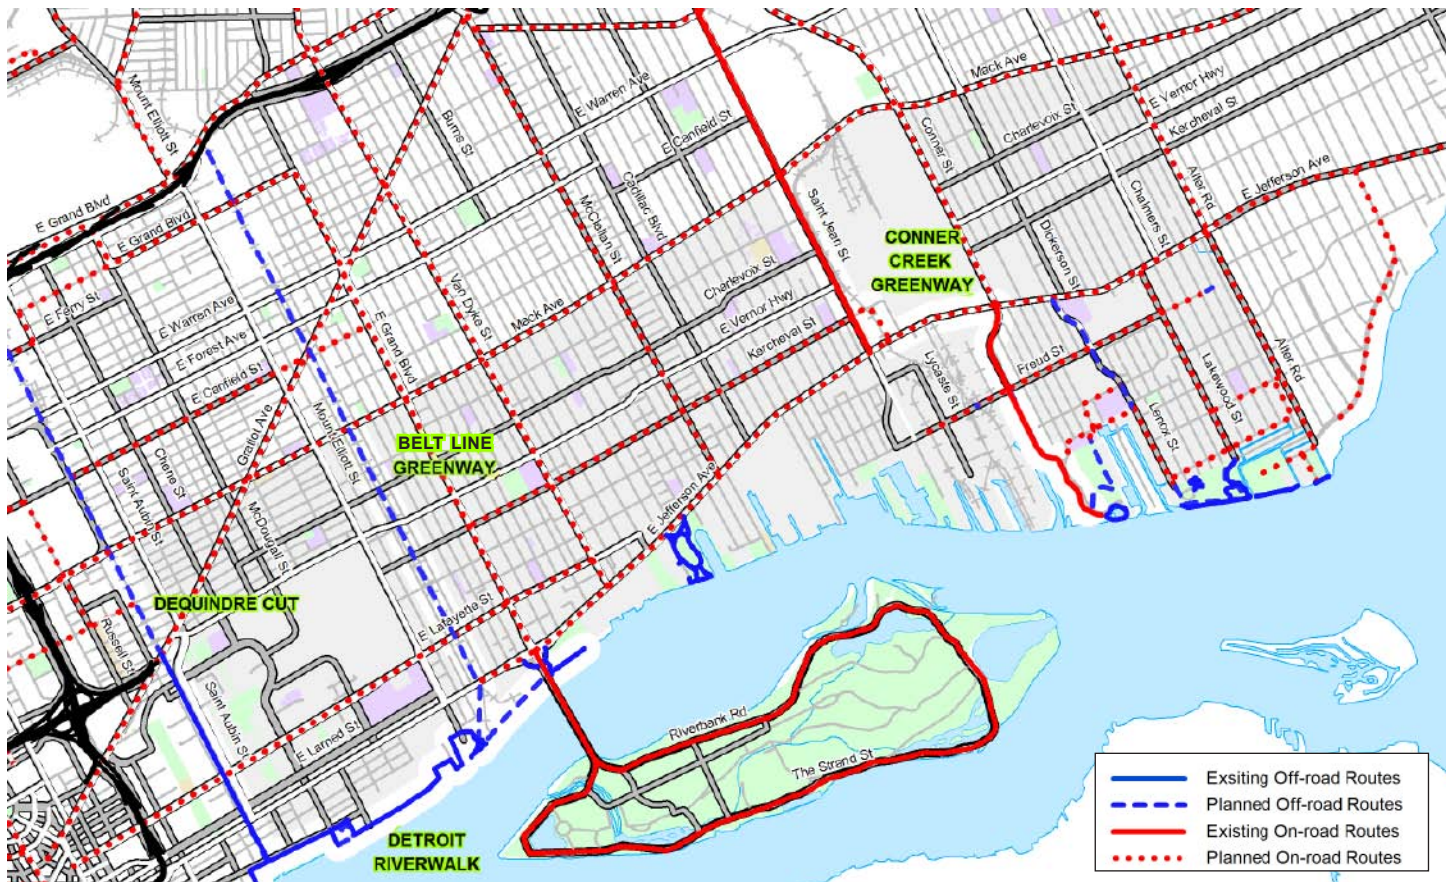 Mount Elliott St
E Grand Blvd
E Grand Blvd
E Ferry St
E Warren Ave
E Forest Ave
E Canfield St
Gratiot Ave
Chene St
Saint Aubin St
McDougall St
Mount Elliott St
Russell St
Saint Aubin St
E Larned St
E Lafayette St
Burns St
E Warren Ave
E Canfield St
Cadillac Blvd
McClellan St
Van Dyke St
E Grand Blvd
Mack Ave
Charlevoix St
E Vernor Hwy
Kercheval St
E Jefferson Ave
Saint Jean St
Lycaste St
Freud St
Conner St
Mack Ave
Charlevoix St
E Vernor Hwy
Kercheval St
E Jefferson Ave
Dickerson St
Chalmers St
Alter Rd
Lenox St
Lakewood St
Alter Rd
CONNER
CREEK
GREENWAY
BELT LINE
GREENWAY
DEQUINDRE CUT
DETROIT
RIVERWALK
Riverbank Rd
The Strand St
Exsiting Off-road Routes
Planned Off-road Routes
Existing On-road Routes
Planned On-road Routes